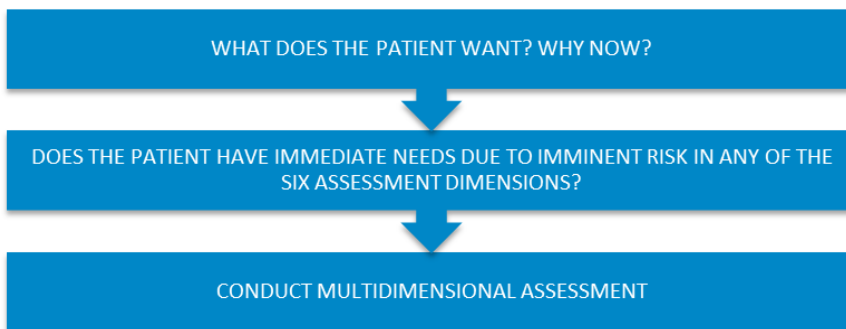 WHAT DOES THE PATIENT WANT? WHY NOW?
DOES THE PATIENT HAVE IMMEDIATE NEEDS DUE TO IMMINENT RISK IN ANY OF THE
SIX ASSESSMENT DIMENSIONS?
CONDUCT MULTIDIMENSIONAL ASSESSMENT